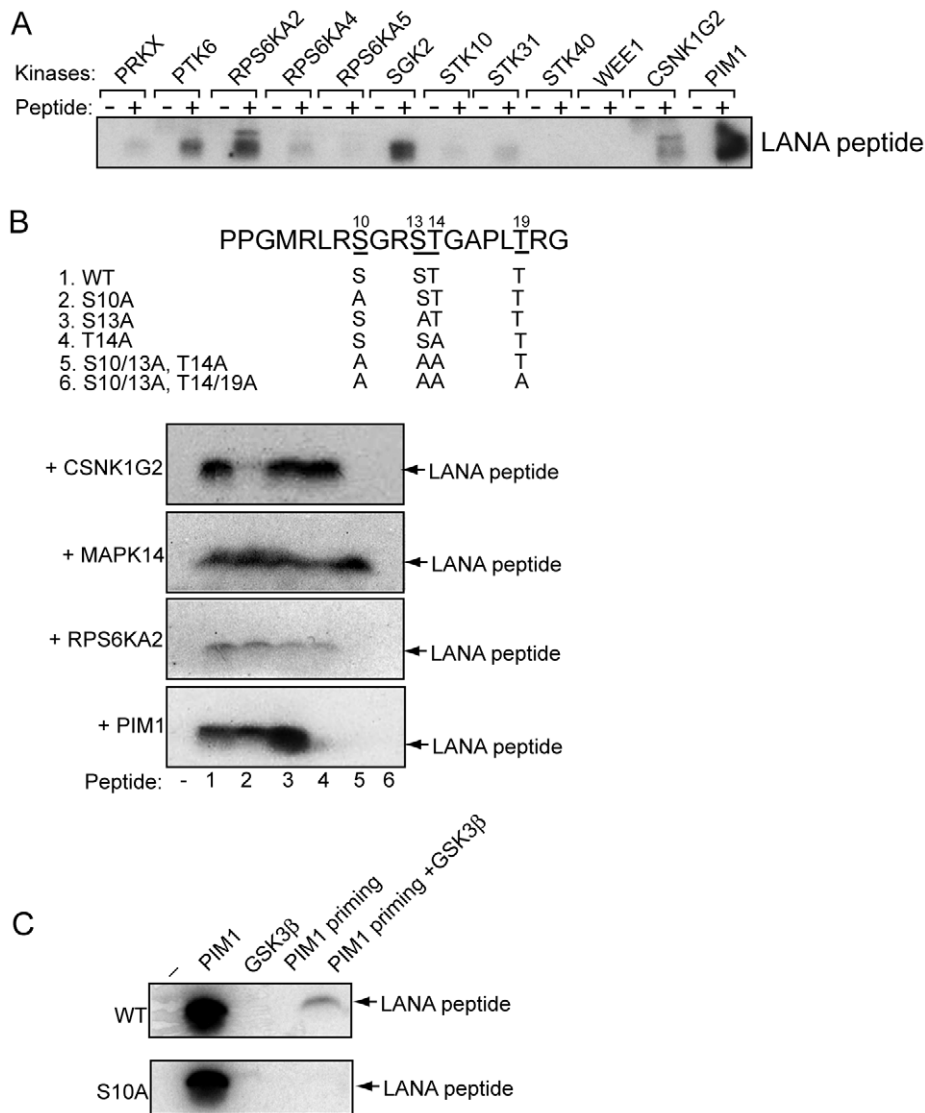 A
Kinases: PRKX PTK6 RPS6KA2 RPS6KA4 RPS6KA5 SGK2 STK10 STK31 STK40 WEE1 CSNK1G2 PIM1
Peptide: - + - + - + - + - + - + - + - + - + - + - + - +
LANA peptide
B
10 13 14 19
PPGMRLRSGRSTGAPLTRG
1. WT S ST T
2. S10A A ST T
3. S13A S AT T
4. T14A S SA T
5. S10/13A, T14A A AA T
6. S10/13A, T14/19A A AA A
+ CSNK1G2 LANA peptide
+ MAPK14 LANA peptide
+ RPS6KA2 LANA peptide
+ PIM1 LANA peptide
Peptide: - 1 2 3 4 5 6
C
– PIM1 GSK3β PIM1 priming PIM1 priming +GSK3β
WT LANA peptide
S10A LANA peptide